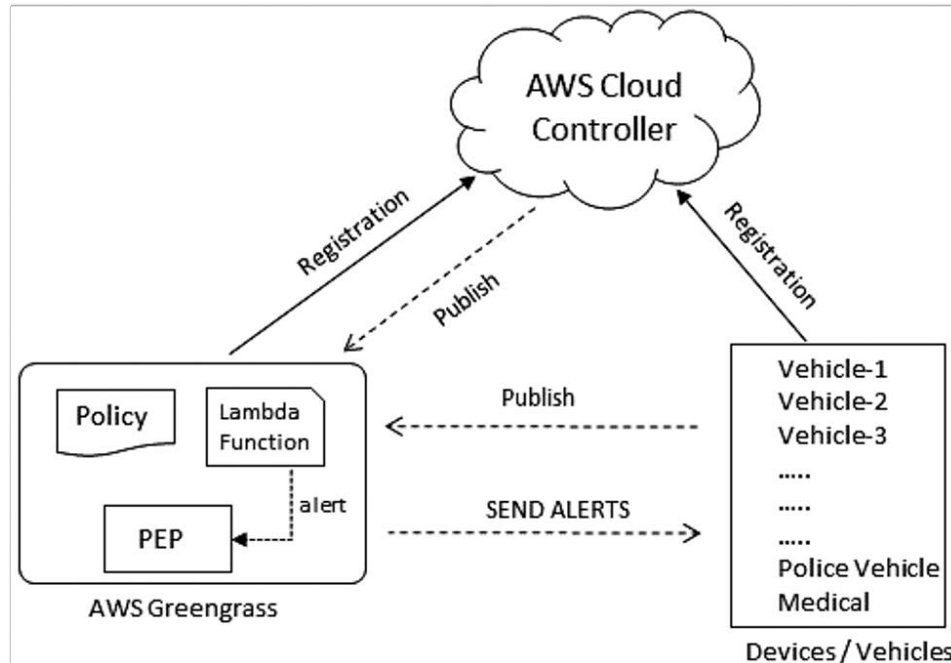 AWS Cloud
Controller
Registration
Registration
Publish
Policy
Lambda
Function
alert
PEP
AWS Greengrass
Publish
SEND ALERTS
Vehicle-1
Vehicle-2
Vehicle-3
.....
.....
.....
Police Vehicle
Medical
Devices / Vehicles